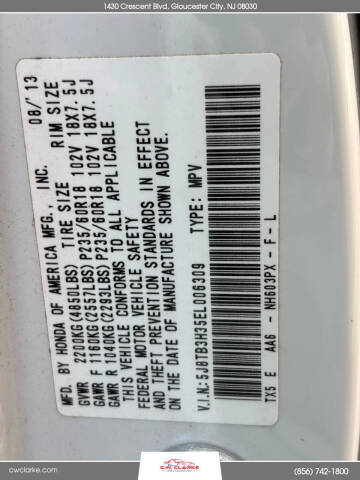 1430 Crescent Blvd, Gloucester City, NJ 08030
MFD. BY HONDA OF AMERICA MFG., INC. 08/'13
TIRE SIZE RIM SIZE
GVWR 2200KG(4850LBS)
GAWR F 1160KG(2557LBS)P235/60R18 102V 18X7.5J
GAWR R 1040KG(2293LBS)P235/60R18 102V 18X7.5J
THIS VEHICLE CONFORMS TO ALL APPLICABLE
FEDERAL MOTOR VEHICLE SAFETY, BUMPER,
AND THEFT PREVENTION STANDARDS IN EFFECT
ON THE DATE OF MANUFACTURE SHOWN ABOVE.
V.I.N.:5J8TB3H35EL006309 TYPE: MPV
TX5 E AA6 - NH603PX - F - L
cwclarke.com
C.W. CLARKE
(856) 742-1800